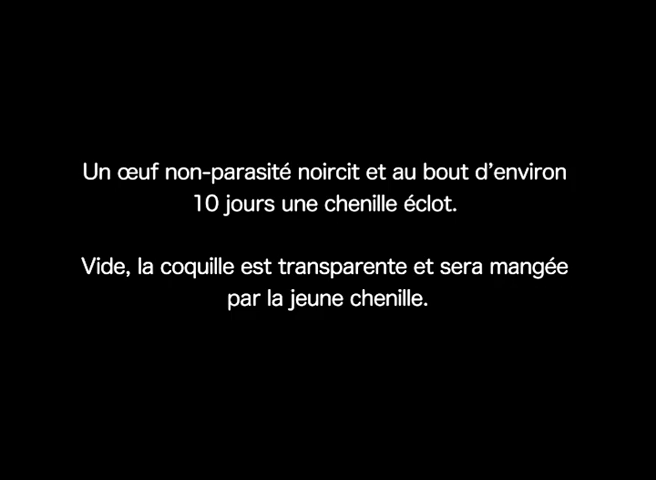 Un œuf non-parasité noircit et au bout d’environ
10 jours une chenille éclot.
Vide, la coquille est transparente et sera mangée
par la jeune chenille.